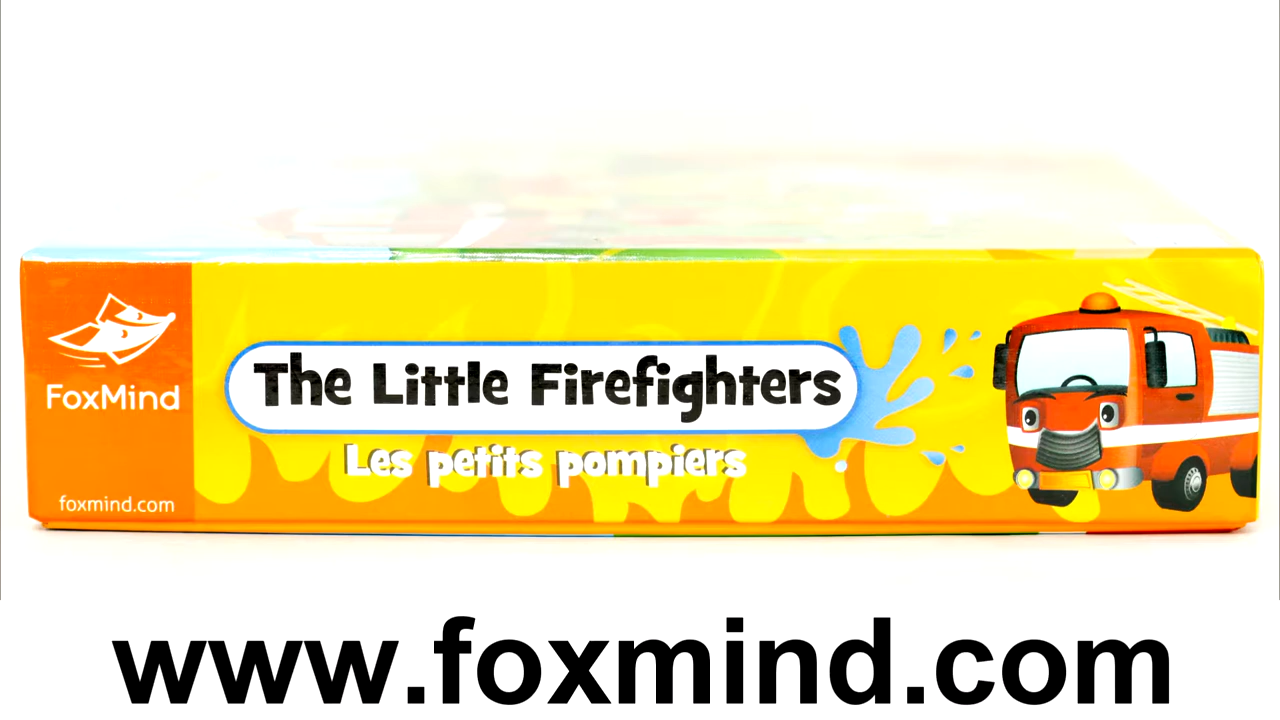 FoxMind
foxmind.com
The Little Firefighters
Les petits pompiers
www.foxmind.com